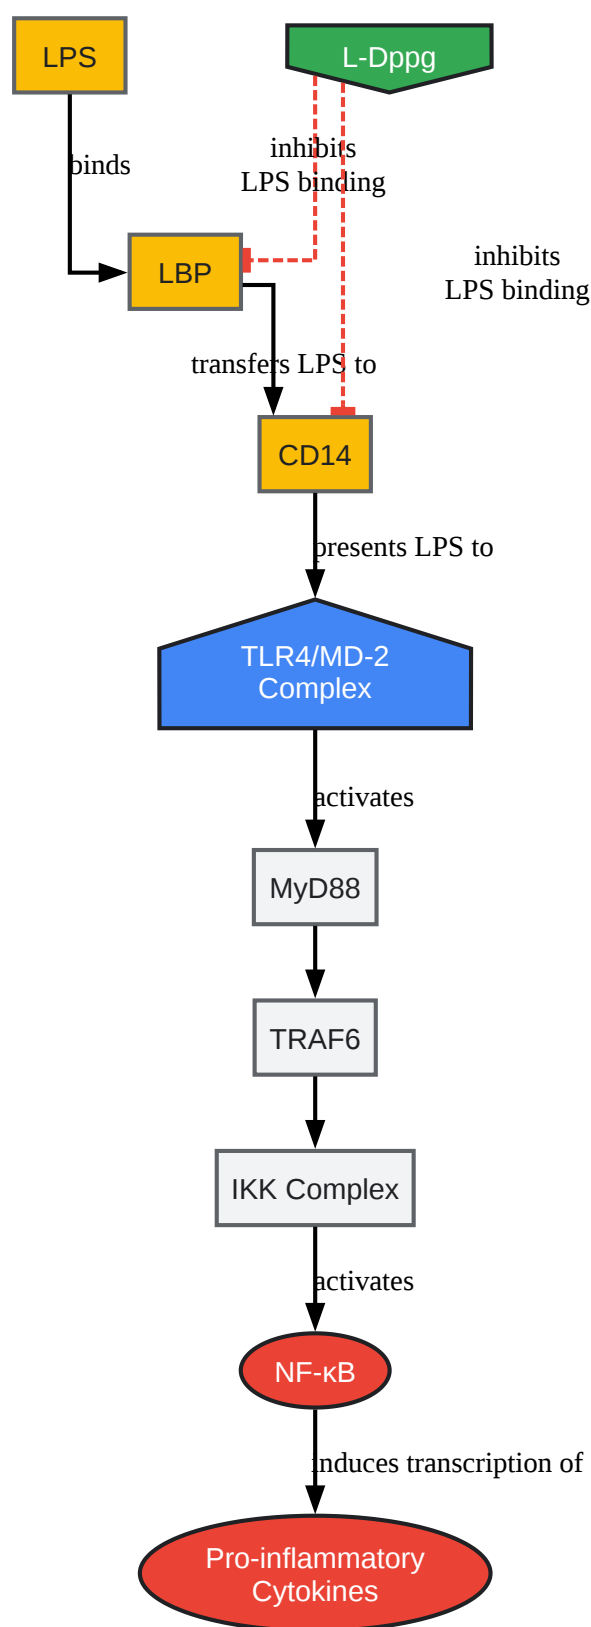 LPS
L-Dppg
binds
inhibits
LPS binding
LBP
inhibits
LPS binding
transfers LPS to
CD14
presents LPS to
TLR4/MD-2
Complex
activates
MyD88
TRAF6
IKK Complex
activates
NF-κB
induces transcription of
Pro-inflammatory
Cytokines